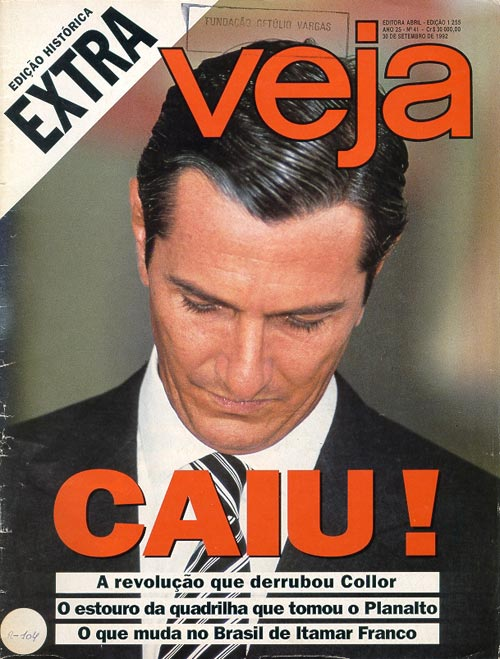 EDIÇÃO HISTÓRICA
EXTRA
FUNDAÇÃO GETÚLIO VARGAS
EDITORA ABRIL - EDIÇÃO 1 255
ANO 25 - Nº 41 - Cr$ 10 000,00
30 DE SETEMBRO DE 1992
veja
CAIU!
A revolução que derrubou Collor
O estouro da quadrilha que tomou o Planalto
O que muda no Brasil de Itamar Franco
R-104